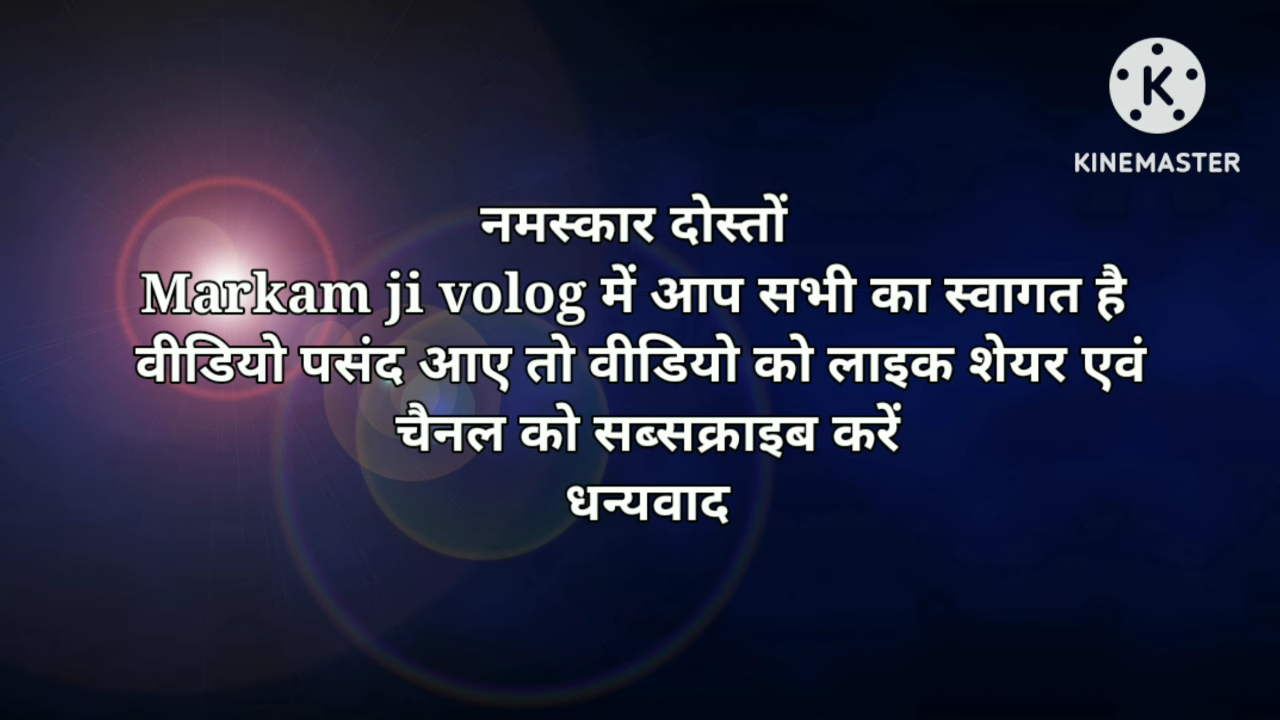 K
KINEMASTER
नमस्कार दोस्तों
Markam ji volog में आप सभी का स्वागत है
वीडियो पसंद आए तो वीडियो को लाइक शेयर एवं
चैनल को सब्सक्राइब करें
धन्यवाद